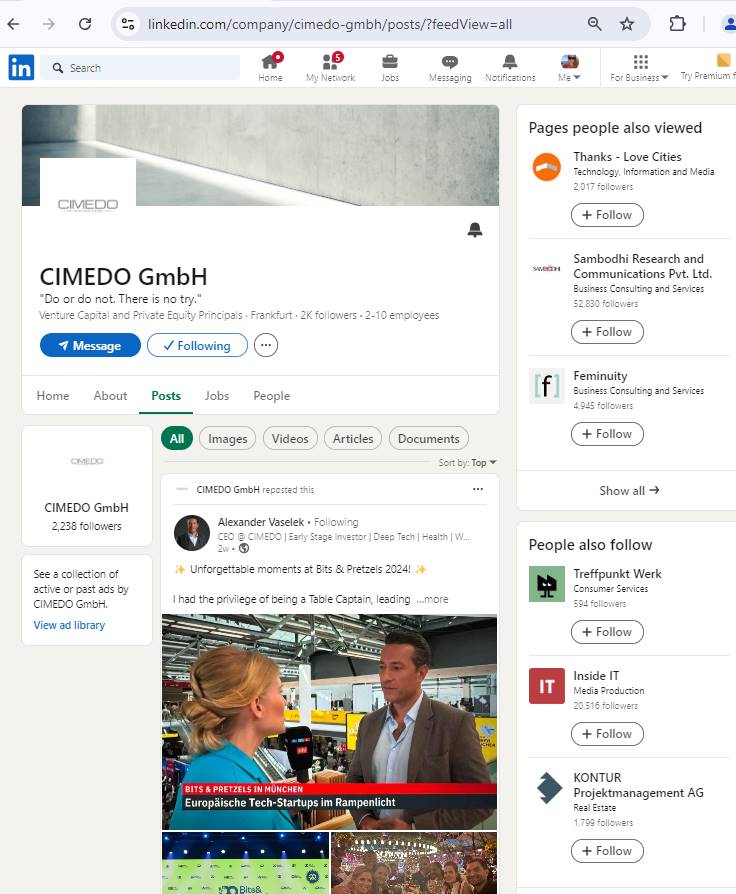 linkedin.com/company/cimedo-gmbh/posts/?feedView=all
in
Search
Home
5
My Network
Jobs
Messaging
Notifications
Me
For Business
Try Premium f
CIMEDO
CIMEDO GmbH
"Do or do not. There is no try."
Venture Capital and Private Equity Principals · Frankfurt · 2K followers · 2-10 employees
Message
Following
Home
About
Posts
Jobs
People
CIMEDO
CIMEDO GmbH
2,238 followers
See a collection of
active or past ads by
CIMEDO GmbH.
View ad library
All
Images
Videos
Articles
Documents
Sort by: Top
CIMEDO GmbH reposted this
Alexander Vaselek • Following
CEO @ CIMEDO | Early Stage Investor | Deep Tech | Health | W...
2w •
✨ Unforgettable moments at Bits & Pretzels 2024! ✨
I had the privilege of being a Table Captain, leading ...more
ntv
BITS & PRETZELS IN MÜNCHEN
Europäische Tech-Startups im Rampenlicht
Bits&
Pages people also viewed
Thanks - Love Cities
Technology, Information and Media
2,017 followers
+ Follow
SAMBODHI
Sambodhi Research and
Communications Pvt. Ltd.
Business Consulting and Services
52,830 followers
+ Follow
[f]
Feminuity
Business Consulting and Services
4,945 followers
+ Follow
Show all →
People also follow
Treffpunkt Werk
Consumer Services
594 followers
+ Follow
IT
Inside IT
Media Production
20,516 followers
+ Follow
KONTUR
Projektmanagement AG
Real Estate
1,799 followers
+ Follow